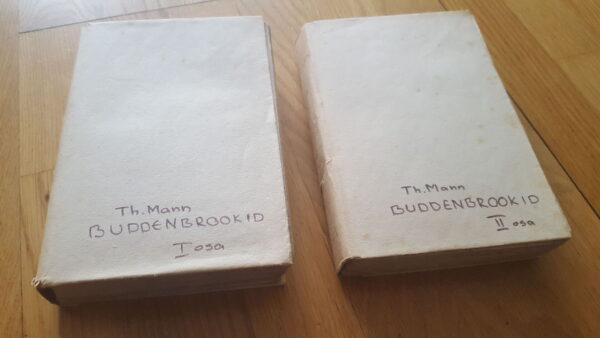 Th. Mann
BUDDENBROOKID
I osa
Th. Mann
BUDDENBROOKID
II osa